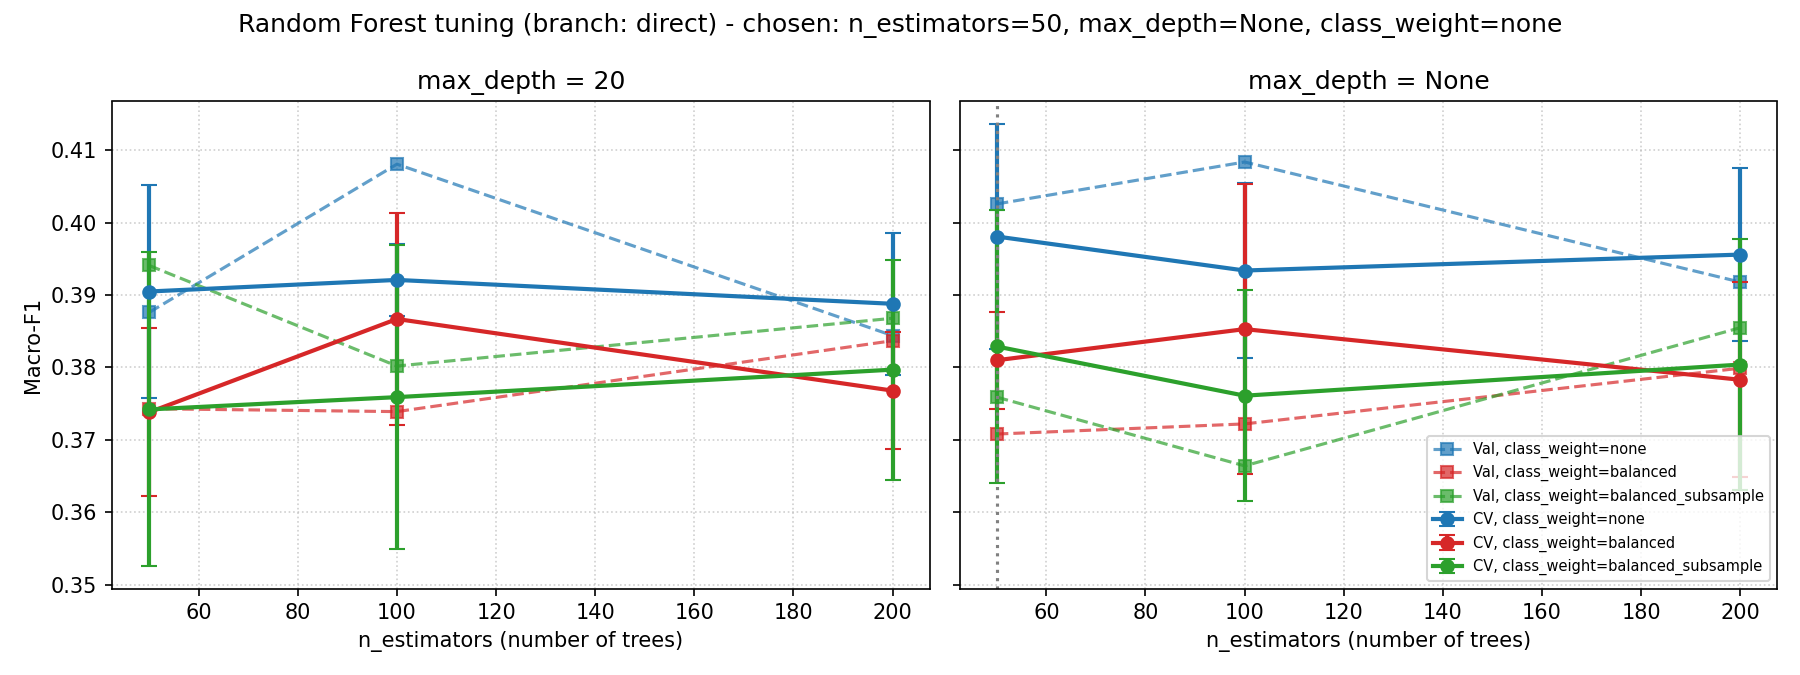 Random Forest tuning (branch: direct) - chosen: n_estimators=50, max_depth=None, class_weight=none
max_depth = 20
max_depth = None
Macro-F1
0.41
0.40
0.39
0.38
0.37
0.36
0.35
60 80 100 120 140 160 180 200
n_estimators (number of trees)
60 80 100 120 140 160 180 200
n_estimators (number of trees)
Val, class_weight=none
Val, class_weight=balanced
Val, class_weight=balanced_subsample
CV, class_weight=none
CV, class_weight=balanced
CV, class_weight=balanced_subsample